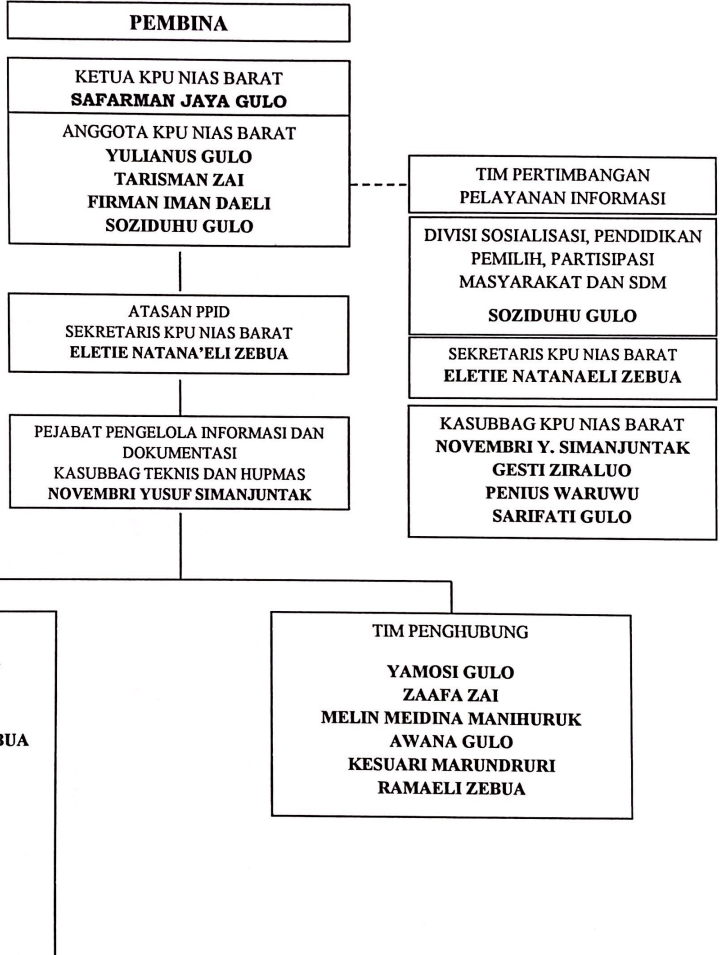 PEMBINA
KETUA KPU NIAS BARAT
SAFARMAN JAYA GULO
ANGGOTA KPU NIAS BARAT
YULIANUS GULO
TARISMAN ZAI
FIRMAN IMAN DAELI
SOZIDUHU GULO
TIM PERTIMBANGAN
PELAYANAN INFORMASI
DIVISI SOSIALISASI, PENDIDIKAN
PEMILIH, PARTISIPASI
MASYARAKAT DAN SDM
SOZIDUHU GULO
SEKRETARIS KPU NIAS BARAT
ELETIE NATANAELI ZEBUA
KASUBBAG KPU NIAS BARAT
NOVEMBRI Y. SIMANJUNTAK
GESTI ZIRALUO
PENIUS WARUWU
SARIFATI GULO
ATASAN PPID
SEKRETARIS KPU NIAS BARAT
ELETIE NATANA'ELI ZEBUA
PEJABAT PENGELOLA INFORMASI DAN
DOKUMENTASI
KASUBBAG TEKNIS DAN HUPMAS
NOVEMBRI YUSUF SIMANJUNTAK
BUA
TIM PENGHUBUNG
YAMOSI GULO
ZAAFA ZAI
MELIN MEIDINA MANIHURUK
AWANA GULO
KESUARI MARUNDRURI
RAMAELI ZEBUA